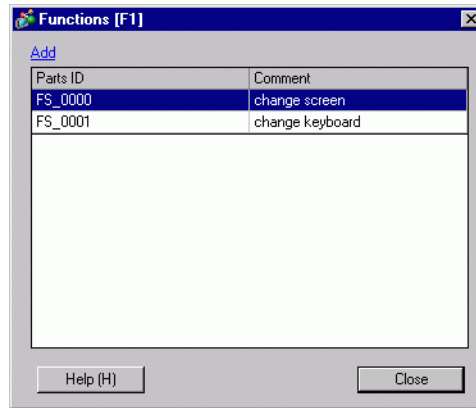 Functions [F1]
Add
Parts ID Comment
FS_0000 change screen
FS_0001 change keyboard
Help (H) Close